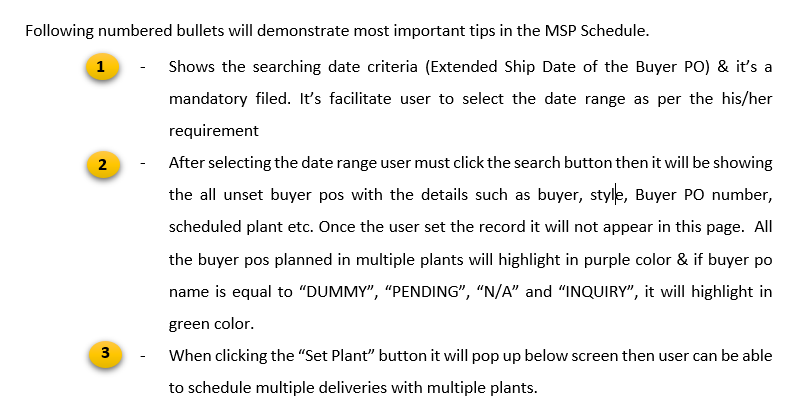 Following numbered bullets will demonstrate most important tips in the MSP Schedule.
1 - Shows the searching date criteria (Extended Ship Date of the Buyer PO) & it's a
mandatory filed. It's facilitate user to select the date range as per the his/her
requirement
2 - After selecting the date range user must click the search button then it will be showing
the all unset buyer pos with the details such as buyer, style, Buyer PO number,
scheduled plant etc. Once the user set the record it will not appear in this page.  All
the buyer pos planned in multiple plants will highlight in purple color & if buyer po
name is equal to “DUMMY”, “PENDING”, “N/A” and “INQUIRY”, it will highlight in
green color.
3 - When clicking the “Set Plant” button it will pop up below screen then user can be able
to schedule multiple deliveries with multiple plants.